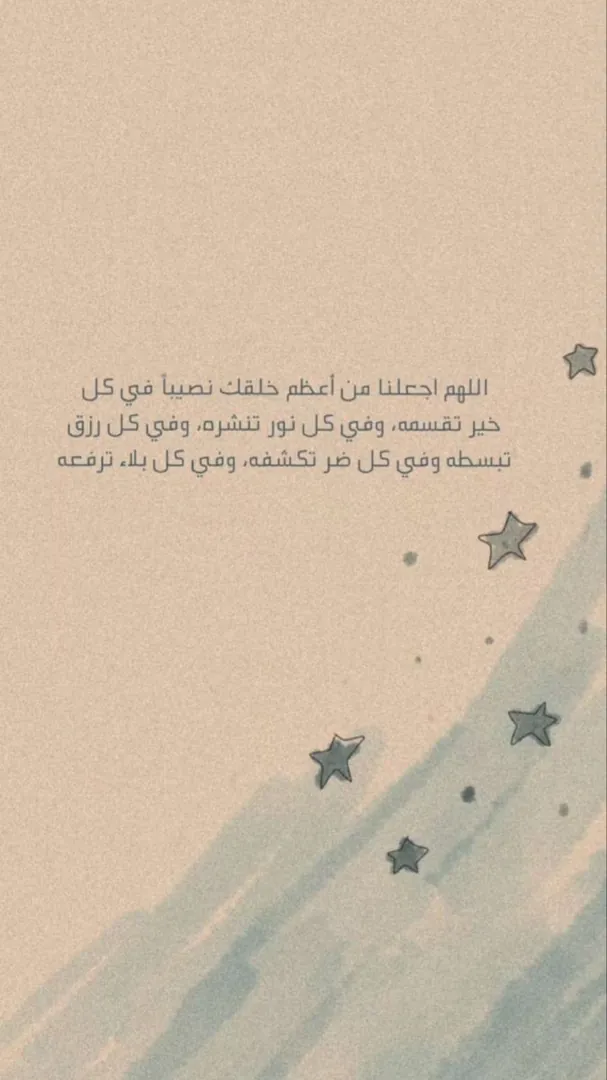 اللهم اجعلنا من أعظم خلقك نصيباً في كل
خير تقسمه، وفي كل نور تنشره، وفي كل رزق
تبسطه وفي كل ضر تكشفه، وفي كل بلاء ترفعه